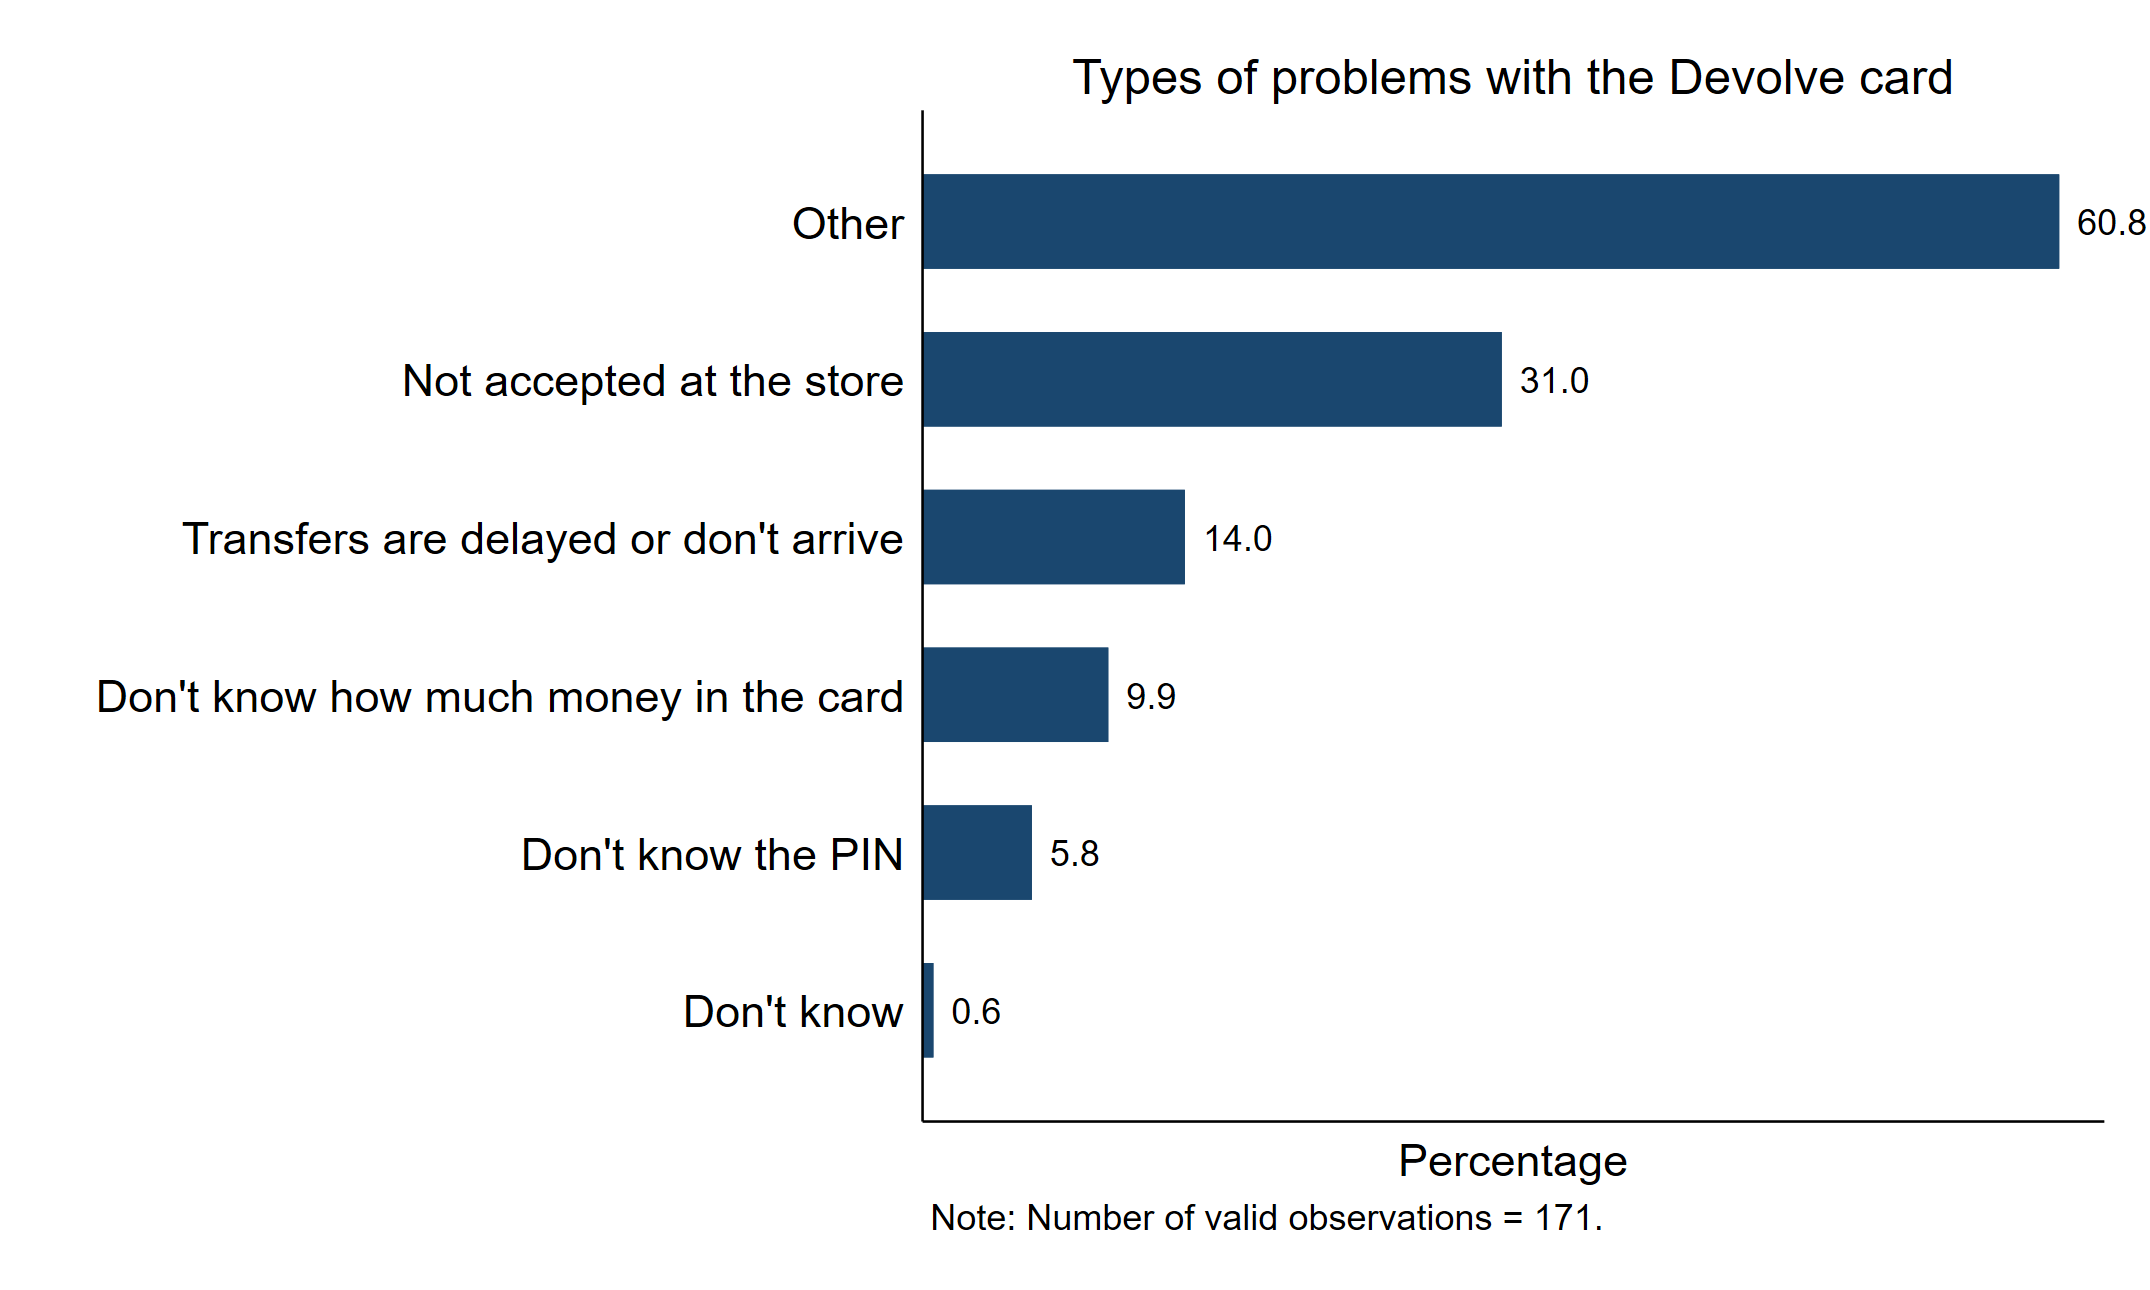 Types of problems with the Devolve card
Other 60.8
Not accepted at the store 31.0
Transfers are delayed or don't arrive 14.0
Don't know how much money in the card 9.9
Don't know the PIN 5.8
Don't know 0.6
Percentage
Note: Number of valid observations = 171.